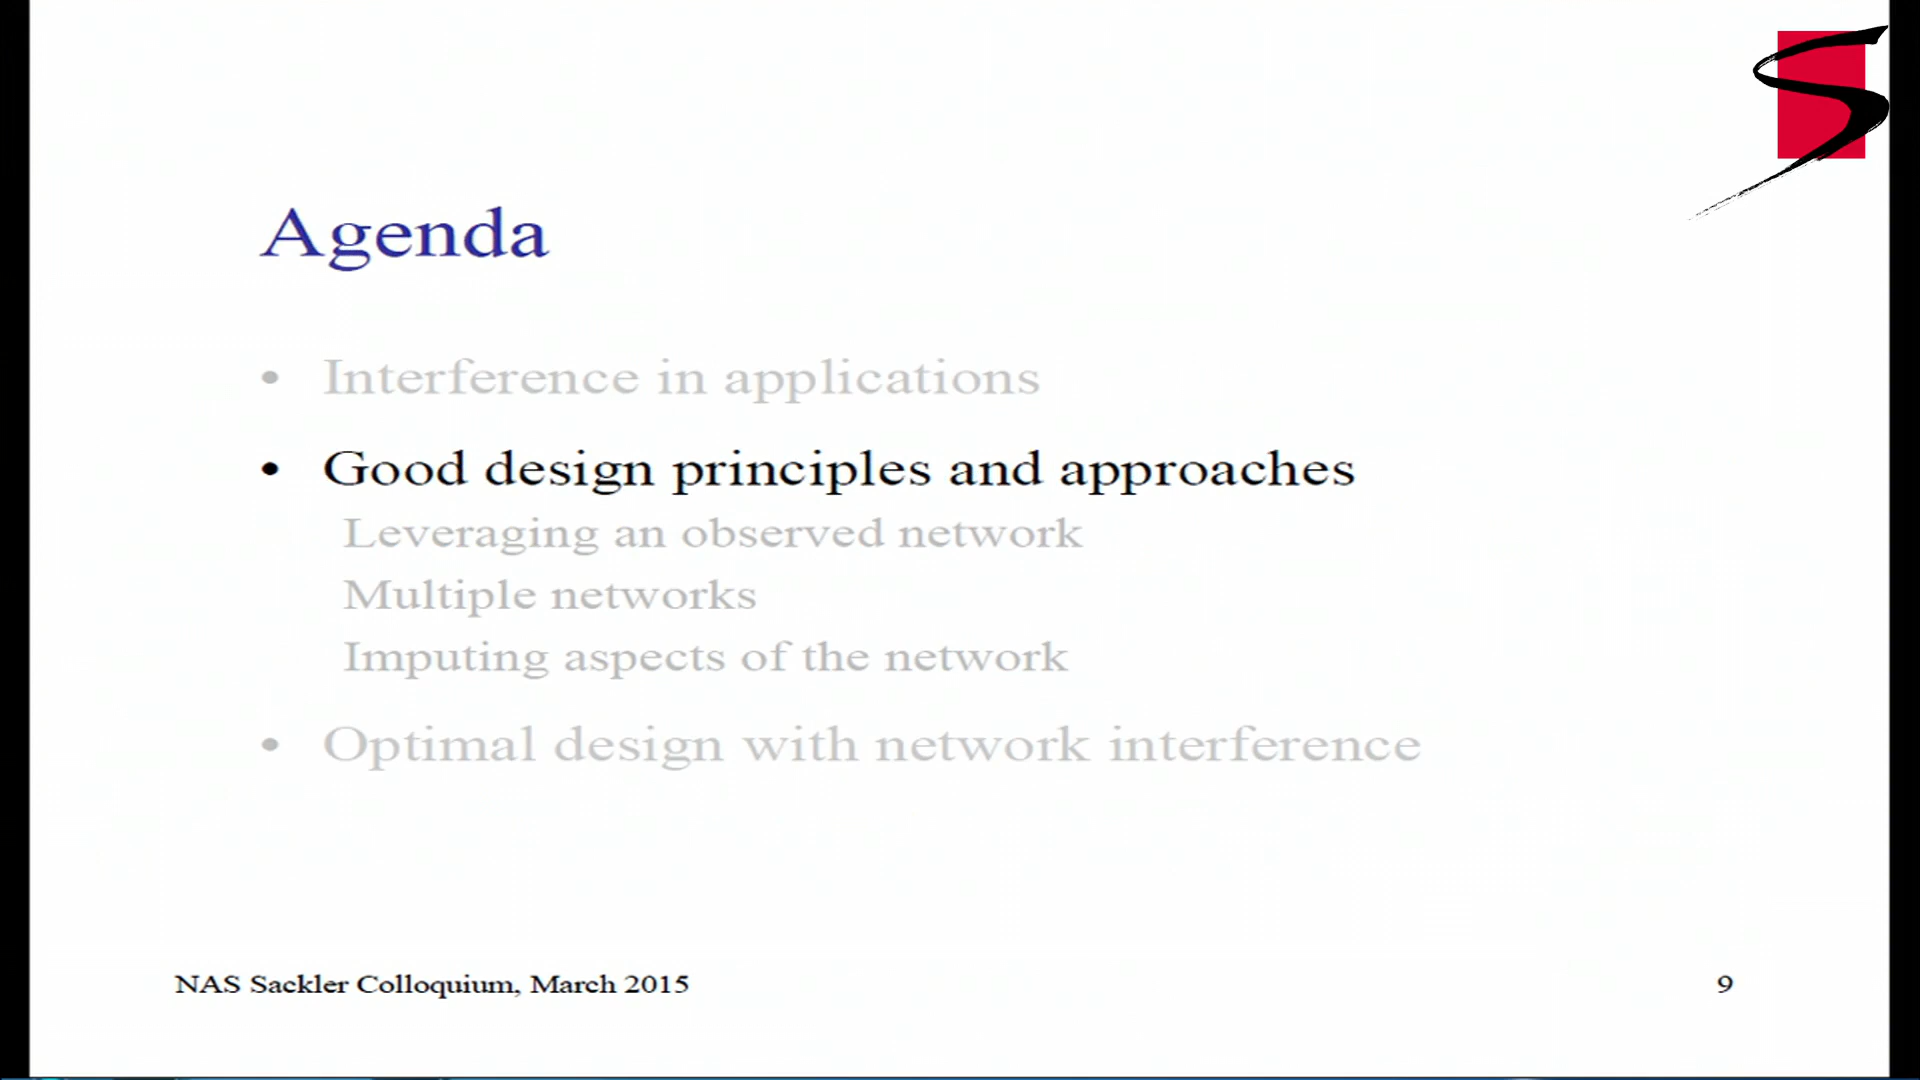 Agenda
• Interference in applications
• Good design principles and approaches
Leveraging an observed network
Multiple networks
Imputing aspects of the network
• Optimal design with network interference
NAS Sackler Colloquium, March 2015
9